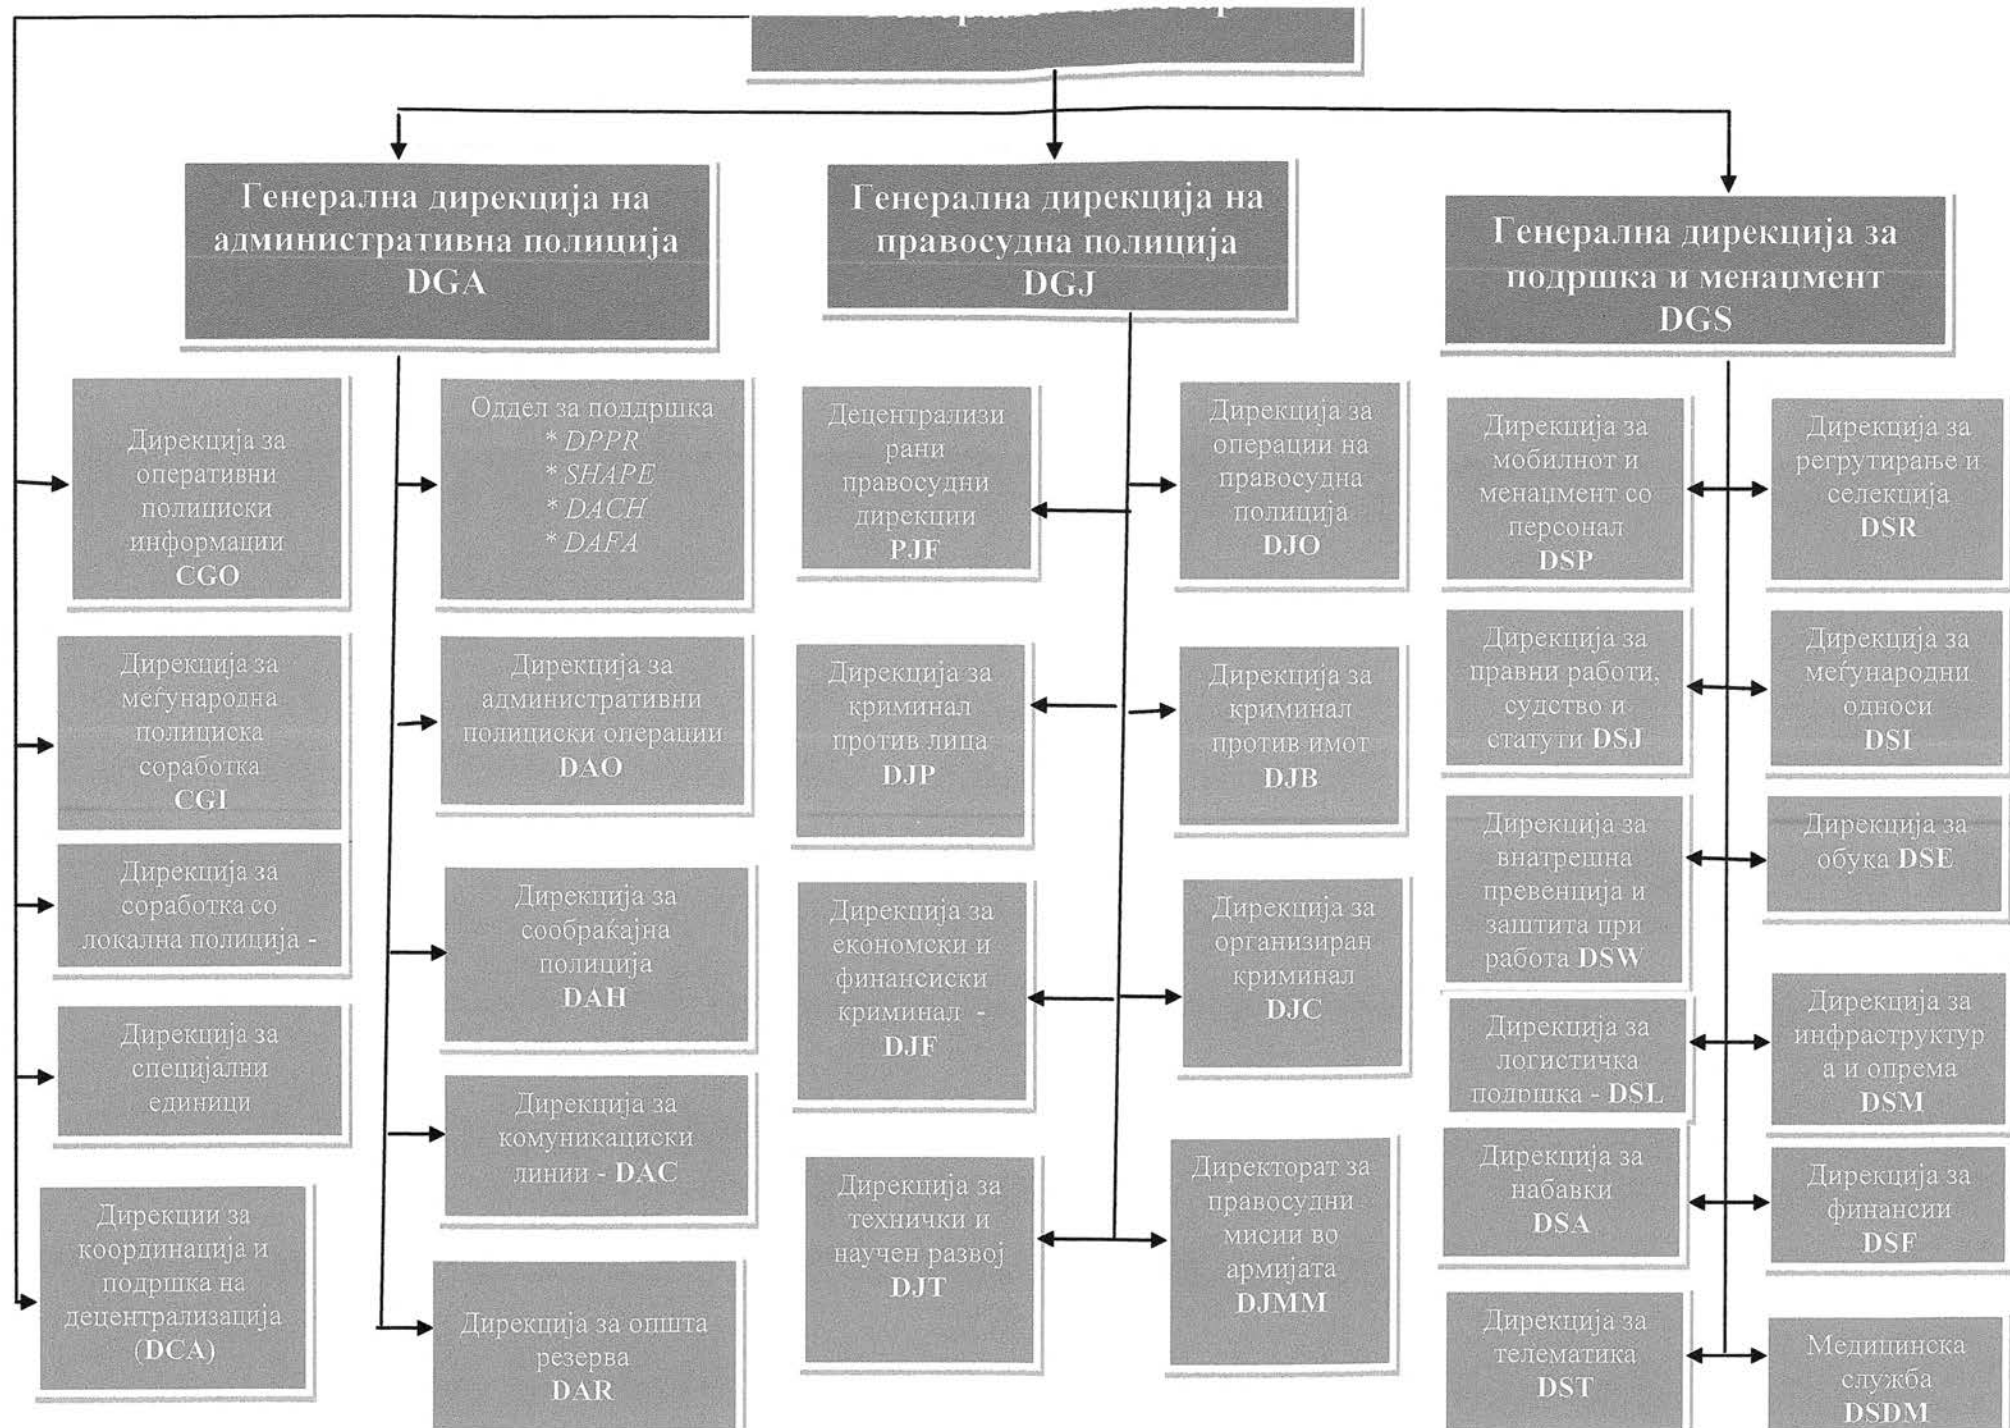 Генерална дирекција на
административна полиција
DGA
Генерална дирекција на
правосудна полиција
DGJ
Генерална дирекција за
подршка и менаџмент
DGS
Дирекција за
оперативни
полициски
информации
CGO
Дирекција за
меѓународна
полициска
соработка
CGI
Дирекција за
соработка со
локална полиција -
Дирекција за
специјални
единици
Дирекции за
координација и
подршка на
децентрализација
(DCA)
Оддел за поддршка
* DPPR
* SHAPE
* DACH
* DAFA
Дирекција за
административни
полициски операции
DAO
Дирекција за
сообраќајна
полиција
DAH
Дирекција за
комуникациски
линии - DAC
Дирекција за општа
резерва
DAR
Децентрализи
рани
правосудни
дирекции
PJF
Дирекција за
криминал
против лица
DJP
Дирекција за
економски и
финансиски
криминал -
DJF
Дирекција за
технички и
научен развој
DJT
Дирекција за
операции на
правосудна
полиција
DJO
Дирекција за
криминал
против имот
DJB
Дирекција за
организиран
криминал
DJC
Директорат за
правосудни
мисии во
армијата
DJMM
Дирекција за
мобилнот и
менаџмент со
персонал
DSP
Дирекција за
правни работи,
судство и
статути DSJ
Дирекција за
внатрешна
превенција и
заштита при
работа DSW
Дирекција за
логистичка
подршка - DSL
Дирекција за
набавки
DSA
Дирекција за
телематика
DST
Дирекција за
регрутирање и
селекција
DSR
Дирекција за
меѓународни
односи
DSI
Дирекција за
обука DSE
Дирекција за
инфраструктур
а и опрема
DSM
Дирекција за
финансии
DSF
Медицинска
служба
DSDM